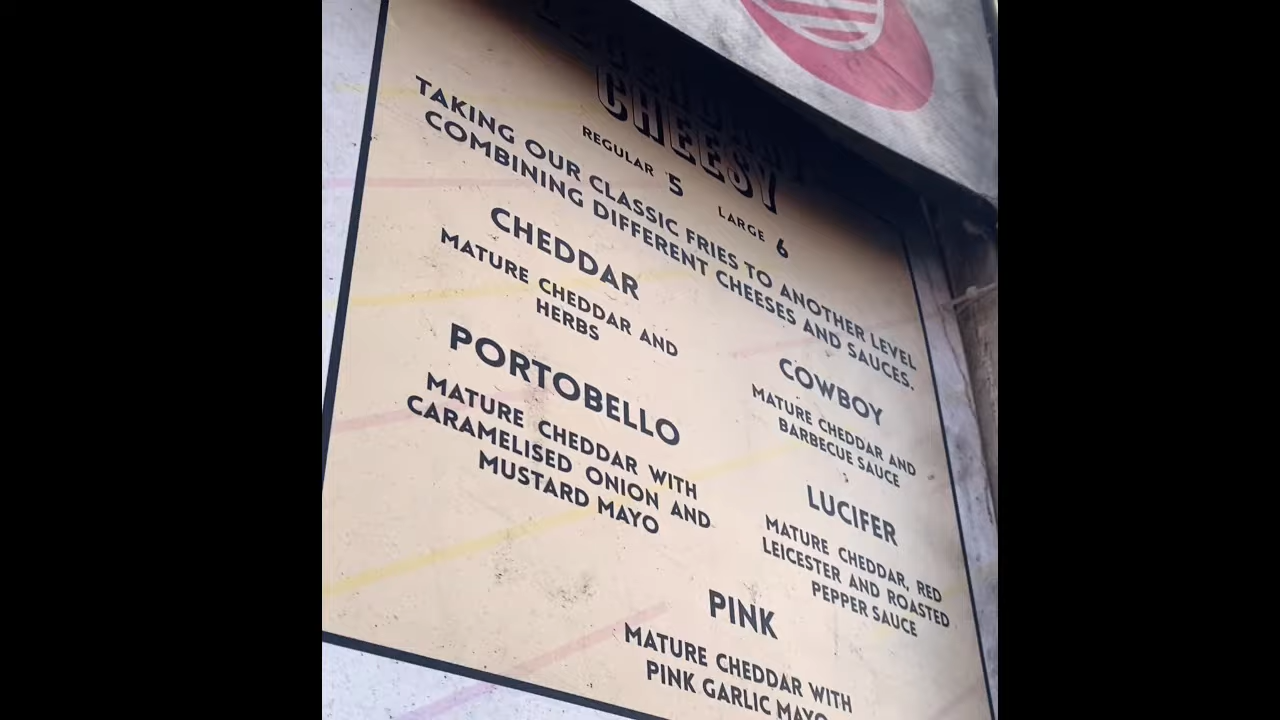 CHEESY
REGULAR 5 LARGE 6
TAKING OUR CLASSIC FRIES TO ANOTHER LEVEL
COMBINING DIFFERENT CHEESES AND SAUCES.
CHEDDAR
MATURE CHEDDAR AND
HERBS
PORTOBELLO
MATURE CHEDDAR WITH
CARAMELISED ONION AND
MUSTARD MAYO
COWBOY
MATURE CHEDDAR AND
BARBECUE SAUCE
LUCIFER
MATURE CHEDDAR, RED
LEICESTER AND ROASTED
PEPPER SAUCE
PINK
MATURE CHEDDAR WITH
PINK GARLIC MAYO